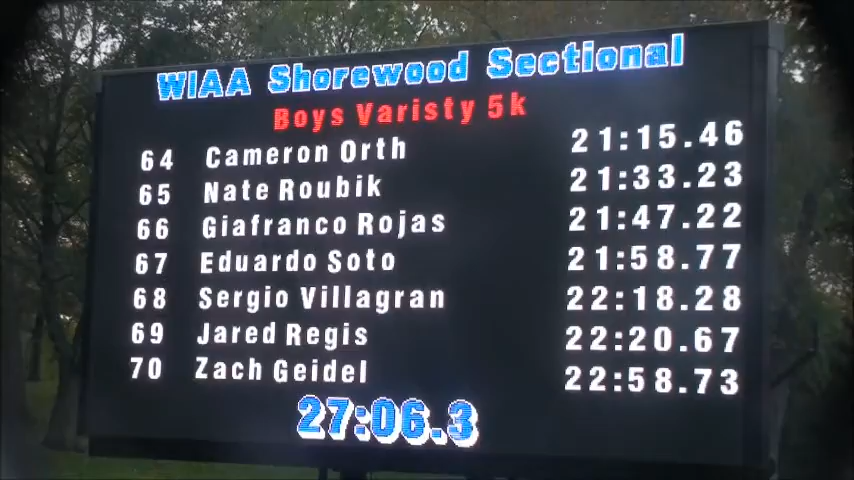 WIAA Shorewood Sectional
Boys Varisty 5k
64 Cameron Orth 21:15.46
65 Nate Roubik 21:33.23
66 Giafranco Rojas 21:47.22
67 Eduardo Soto 21:58.77
68 Sergio Villagran 22:18.28
69 Jared Regis 22:20.67
70 Zach Geidel 22:58.73
27:06.3